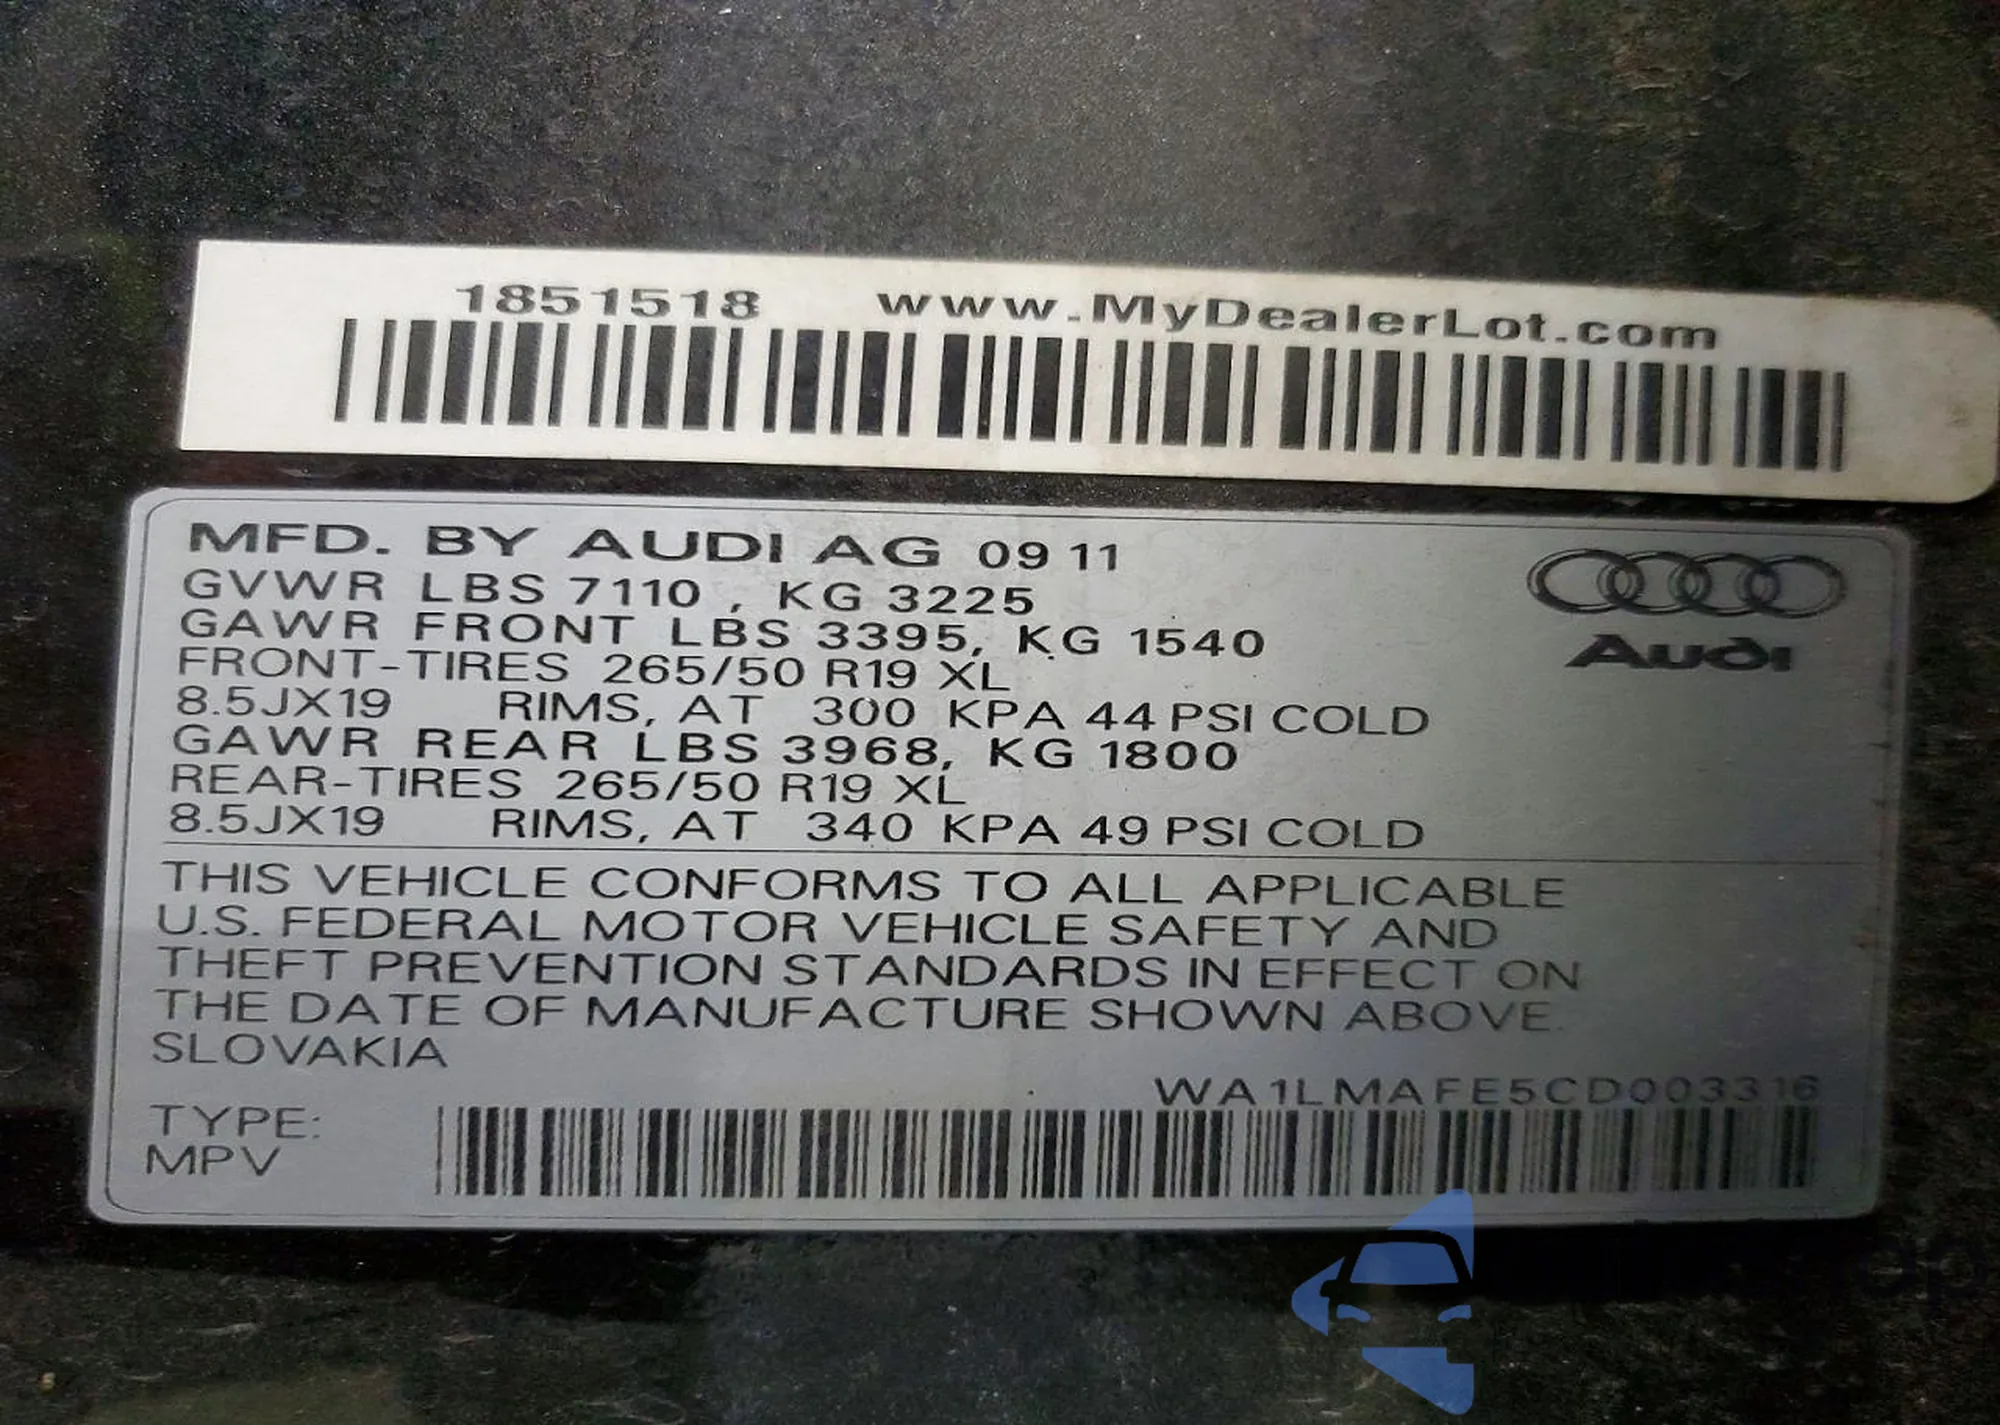 1851518 www.MyDealerLot.com
MFD. BY AUDI AG 09 11
GVWR LBS 7110 , KG 3225
GAWR FRONT LBS 3395, KG 1540
FRONT-TIRES 265/50 R19 XL
8.5JX19 RIMS, AT 300 KPA 44 PSI COLD
GAWR REAR LBS 3968, KG 1800
REAR-TIRES 265/50 R19 XL
8.5JX19 RIMS, AT 340 KPA 49 PSI COLD
Audi
THIS VEHICLE CONFORMS TO ALL APPLICABLE
U.S. FEDERAL MOTOR VEHICLE SAFETY AND
THEFT PREVENTION STANDARDS IN EFFECT ON
THE DATE OF MANUFACTURE SHOWN ABOVE.
SLOVAKIA
WA1LMAFE5CD003316
TYPE:
MPV